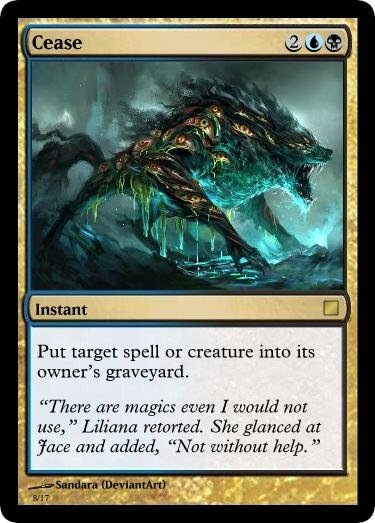 Cease 2
Instant
Put target spell or creature into its
owner's graveyard.
"There are magics even I would not
use," Liliana retorted. She glanced at
Jace and added, "Not without help."
Sandara (DeviantArt)
8/17